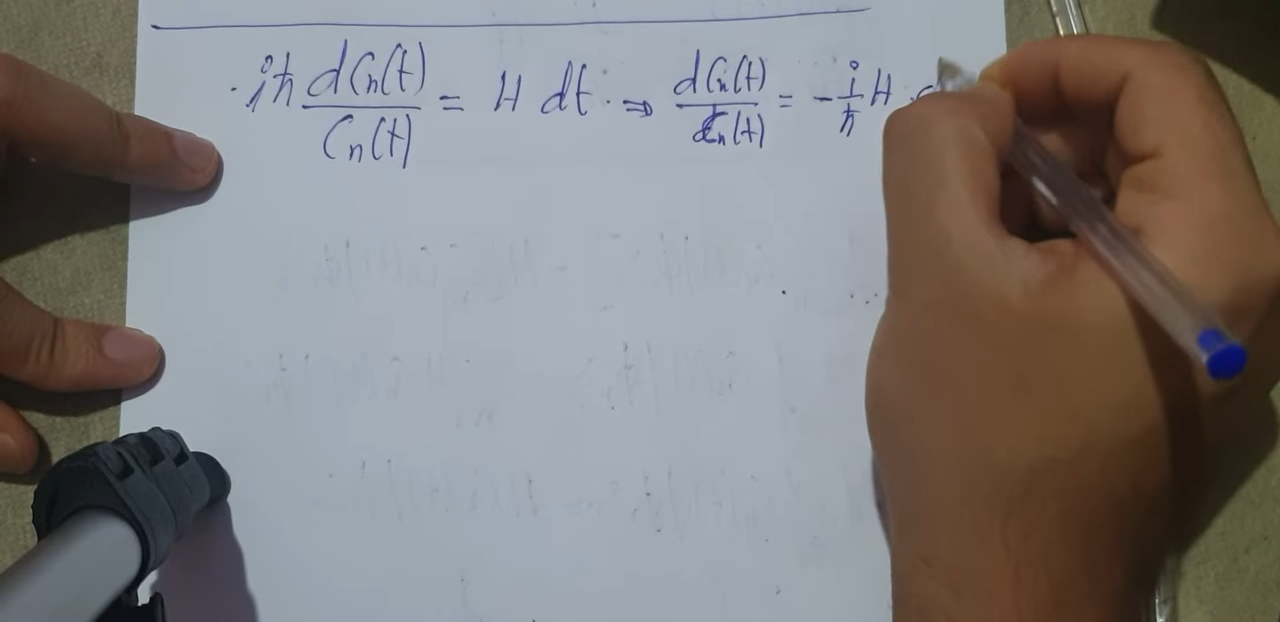 · iħ dCn(t)/Cn(t) = H dt · ⇒ dCn(t)/Cn(t) = - i/ħ H ·